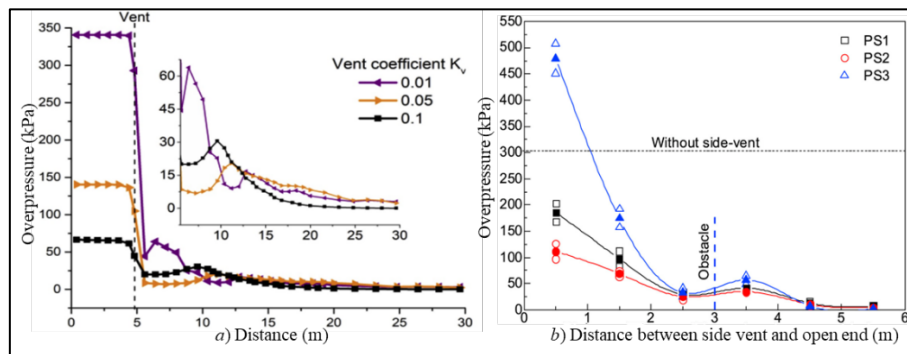 Vent
Vent coefficient Kv
0.01
0.05
0.1
Overpressure (kPa)
350
300
250
200
150
100
50
0
60
45
30
15
0
10 15 20 25 30
0 5 10 15 20 25 30
a) Distance (m)
PS1
PS2
PS3
Without side-vent
Obstacle
Overpressure (kPa)
550
500
450
400
350
300
250
200
150
100
50
0
0 1 2 3 4 5 6
b) Distance between side vent and open end (m)